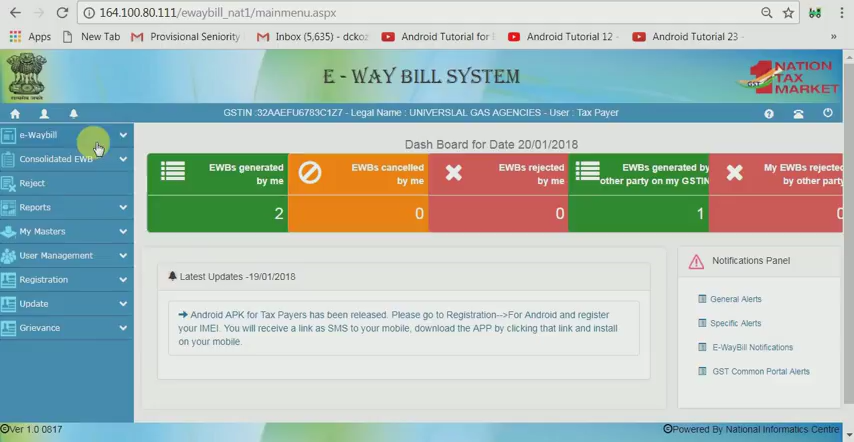 164.100.80.111/ewaybill_nat1/mainmenu.aspx
Apps New Tab Provisional Seniority Inbox (5,635) - dckoz Android Tutorial for Android Tutorial 12 - Android Tutorial 23 - »
E - WAY BILL SYSTEM
1 NATION
TAX
MARKET
GST
GSTIN :32AAEFU6783C1Z7 - Legal Name : UNIVERSLAL GAS AGENCIES - User : Tax Payer
e-Waybill
Consolidated EWB
Reject
Reports
My Masters
User Management
Registration
Update
Grievance
Dash Board for Date 20/01/2018
EWBs generated
by me
2
EWBs cancelled
by me
0
EWBs rejected
by me
0
EWBs generated by
other party on my GSTIN
1
My EWBs rejected
by other party
0
Latest Updates -19/01/2018
Android APK for Tax Payers has been released. Please go to Registration-->For Android and register
your IMEI. You will receive a link as SMS to your mobile, download the APP by clicking that link and install
on your mobile.
Notifications Panel
General Alerts
Specific Alerts
E-WayBill Notifications
GST Common Portal Alerts
©Ver 1.0 0817
©Powered By National Informatics Centre